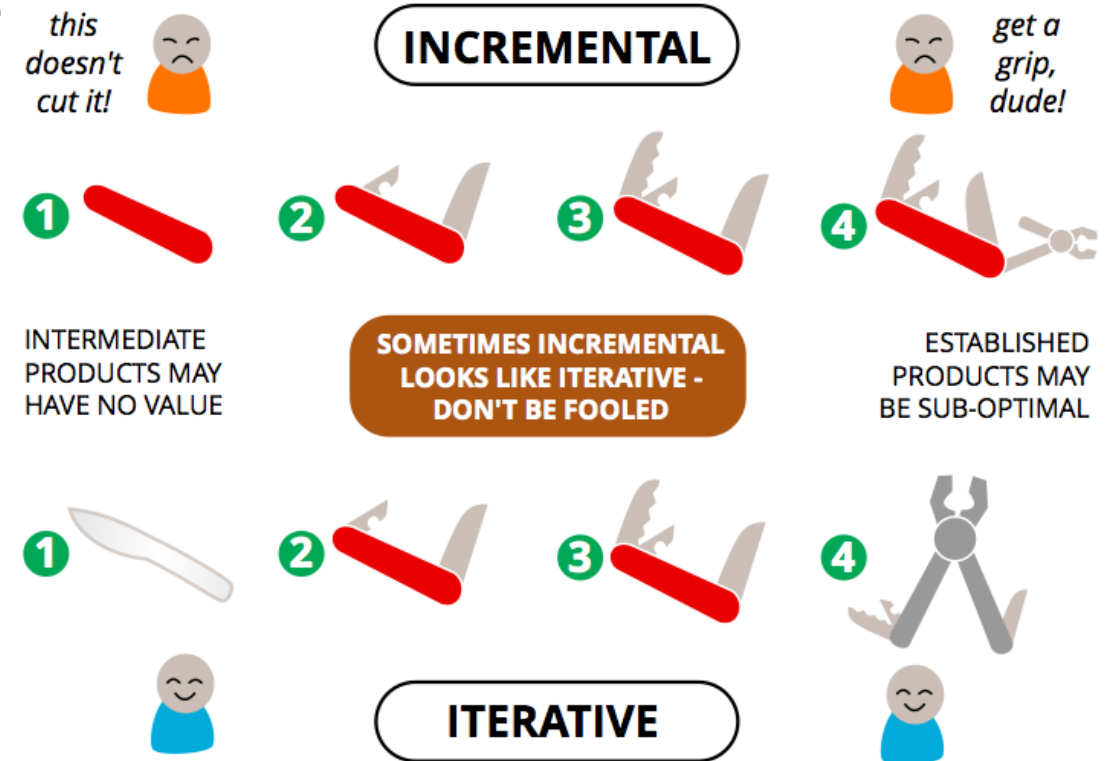 this
doesn't
cut it!
INCREMENTAL
get a
grip,
dude!
1
2
3
4
INTERMEDIATE
PRODUCTS MAY
HAVE NO VALUE
SOMETIMES INCREMENTAL
LOOKS LIKE ITERATIVE -
DON'T BE FOOLED
ESTABLISHED
PRODUCTS MAY
BE SUB-OPTIMAL
1
2
3
4
ITERATIVE